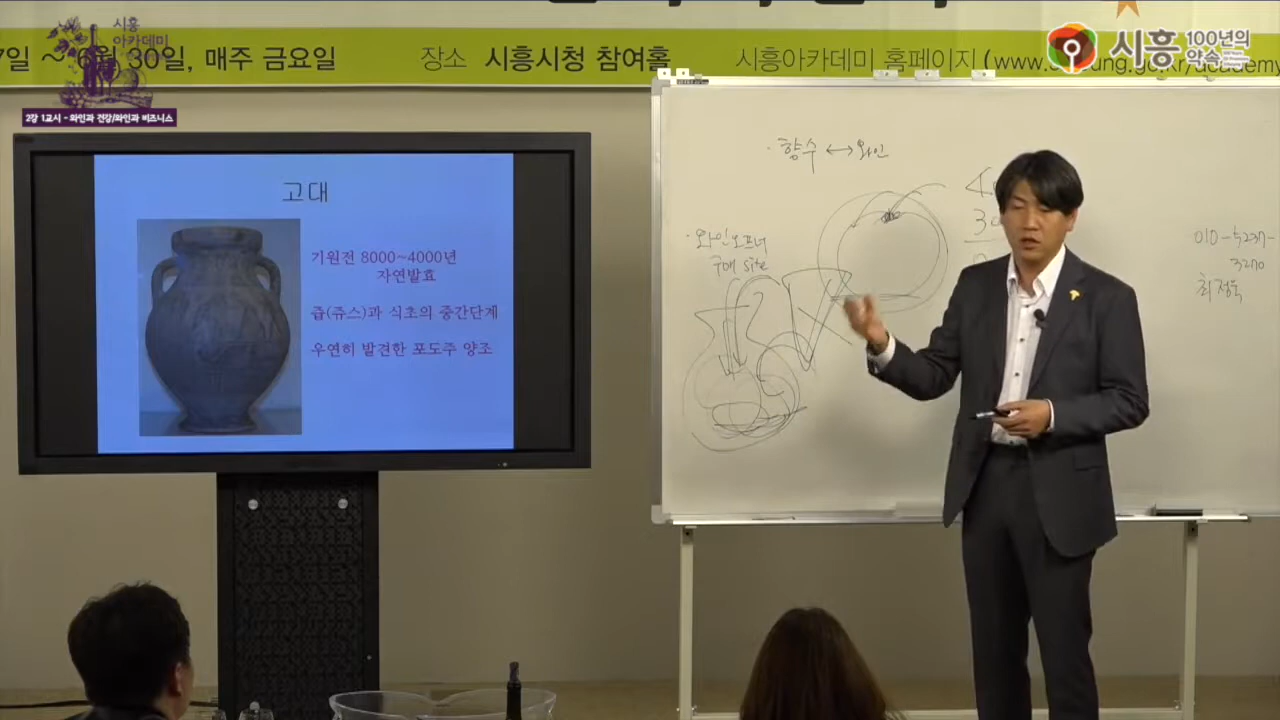 시흥
아카데미
7일 ~ 6월 30일, 매주 금요일 장소 시흥시청 참여홀 시흥아카데미 홈페이지
시흥 100년의
약속
2강 1교시 - 와인과 건강/와인과 비즈니스
고대
기원전 8000~4000년
자연발효
즙(쥬스)과 식초의 중간단계
우연히 발견한 포도주 양조
· 향수 ↔ 와인
· 와인오프너
구매 site
3270
최정욱